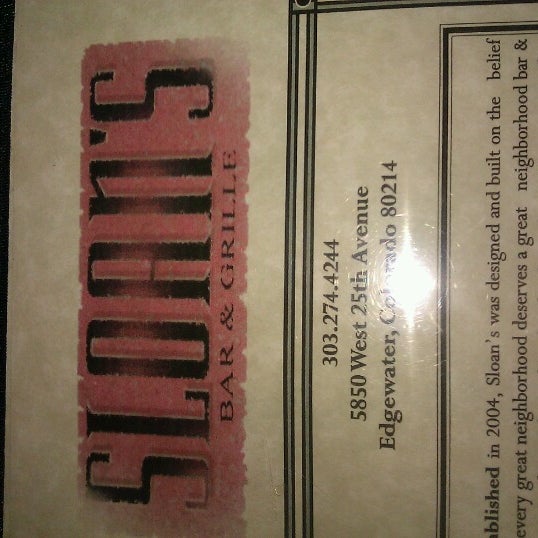 SLOAN'S
BAR & GRILLE
303.274.4244
5850 West 25th Avenue
Edgewater, Colorado 80214
ablished in 2004, Sloan's was designed and built on the belief
every great neighborhood deserves a great neighborhood bar &